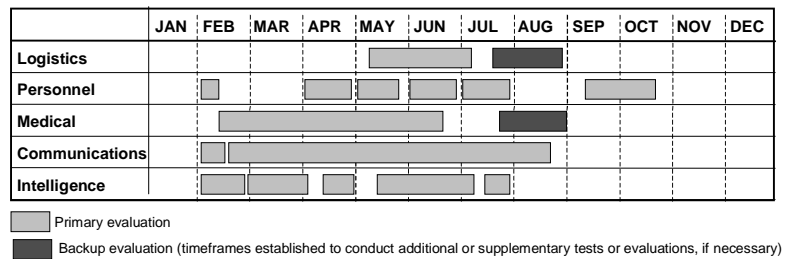 JAN FEB MAR APR MAY JUN JUL AUG SEP OCT NOV DEC
Logistics
Personnel
Medical
Communications
Intelligence
Primary evaluation
Backup evaluation (timeframes established to conduct additional or supplementary tests or evaluations, if necessary)